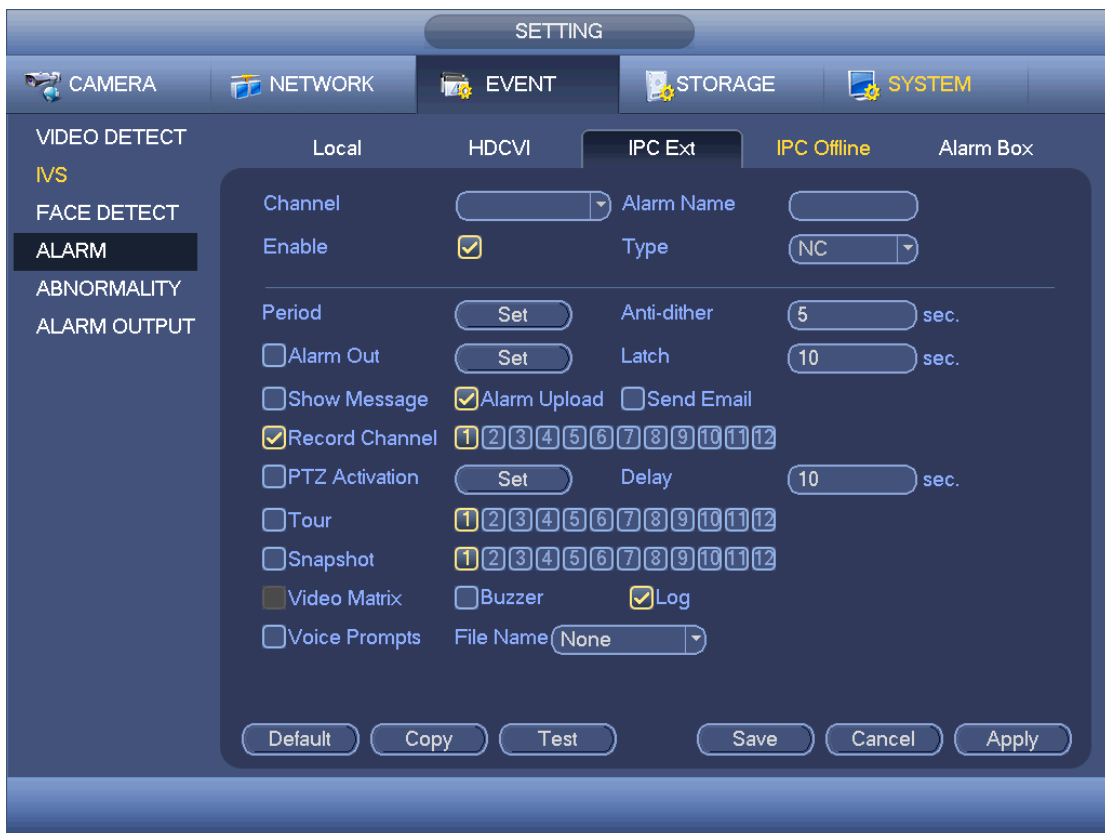 SETTING
CAMERA NETWORK EVENT STORAGE SYSTEM
VIDEO DETECT
IVS
FACE DETECT
ALARM
ABNORMALITY
ALARM OUTPUT
Local HDCVI IPC Ext IPC Offline Alarm Box
Channel Alarm Name
Enable Type NC
Period Set Anti-dither 5 sec.
Alarm Out Set Latch 10 sec.
Show Message Alarm Upload Send Email
Record Channel 1 2 3 4 5 6 7 8 9 10 11 12
PTZ Activation Set Delay 10 sec.
Tour 1 2 3 4 5 6 7 8 9 10 11 12
Snapshot 1 2 3 4 5 6 7 8 9 10 11 12
Video Matrix Buzzer Log
Voice Prompts File Name None
Default Copy Test Save Cancel Apply